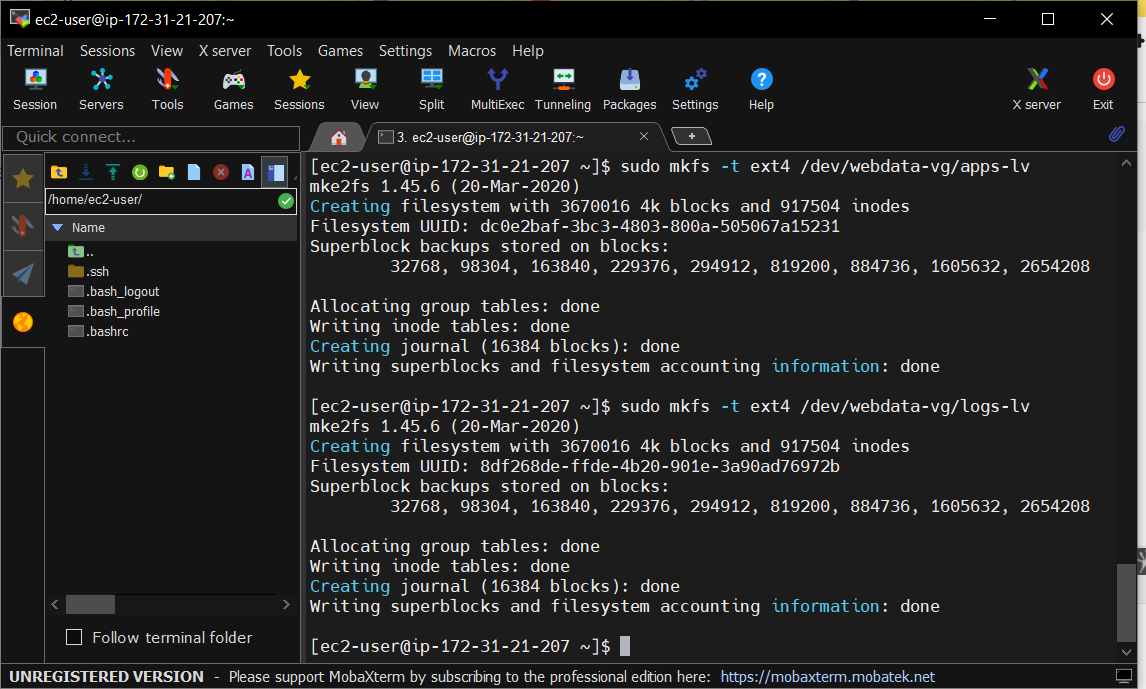 ec2-user@ip-172-31-21-207:~
Terminal Sessions View X server Tools Games Settings Macros Help
Session Servers Tools Games Sessions View Split MultiExec Tunneling Packages Settings Help X server Exit
Quick connect...
3. ec2-user@ip-172-31-21-207:~
/home/ec2-user/
Name
..
.ssh
.bash_logout
.bash_profile
.bashrc
Follow terminal folder
[ec2-user@ip-172-31-21-207 ~]$ sudo mkfs -t ext4 /dev/webdata-vg/apps-lv
mke2fs 1.45.6 (20-Mar-2020)
Creating filesystem with 3670016 4k blocks and 917504 inodes
Filesystem UUID: dc0e2baf-3bc3-4803-800a-505067a15231
Superblock backups stored on blocks:
32768, 98304, 163840, 229376, 294912, 819200, 884736, 1605632, 2654208
Allocating group tables: done
Writing inode tables: done
Creating journal (16384 blocks): done
Writing superblocks and filesystem accounting information: done
[ec2-user@ip-172-31-21-207 ~]$ sudo mkfs -t ext4 /dev/webdata-vg/logs-lv
mke2fs 1.45.6 (20-Mar-2020)
Creating filesystem with 3670016 4k blocks and 917504 inodes
Filesystem UUID: 8df268de-ffde-4b20-901e-3a90ad76972b
Superblock backups stored on blocks:
32768, 98304, 163840, 229376, 294912, 819200, 884736, 1605632, 2654208
Allocating group tables: done
Writing inode tables: done
Creating journal (16384 blocks): done
Writing superblocks and filesystem accounting information: done
[ec2-user@ip-172-31-21-207 ~]$
UNREGISTERED VERSION - Please support MobaXterm by subscribing to the professional edition here: https://mobaxterm.mobatek.net